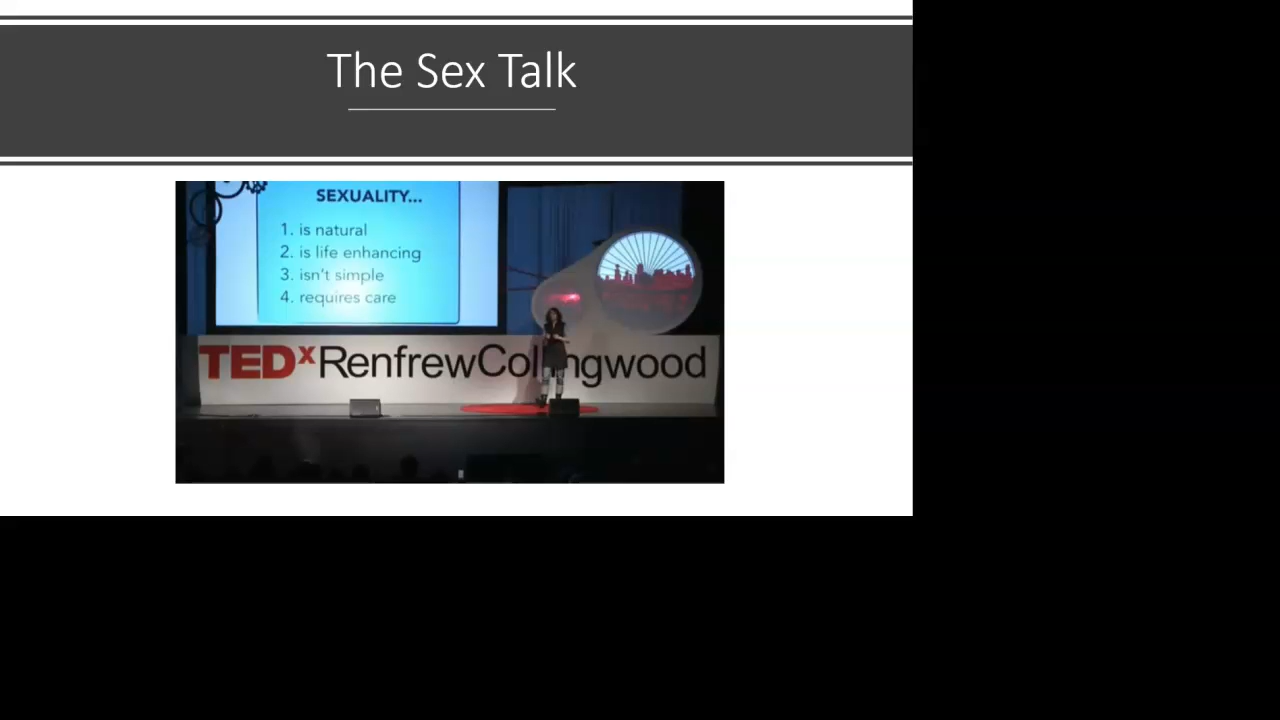 The Sex Talk
SEXUALITY...
1. is natural
2. is life enhancing
3. isn't simple
4. requires care
TEDxRenfrewCollingwood